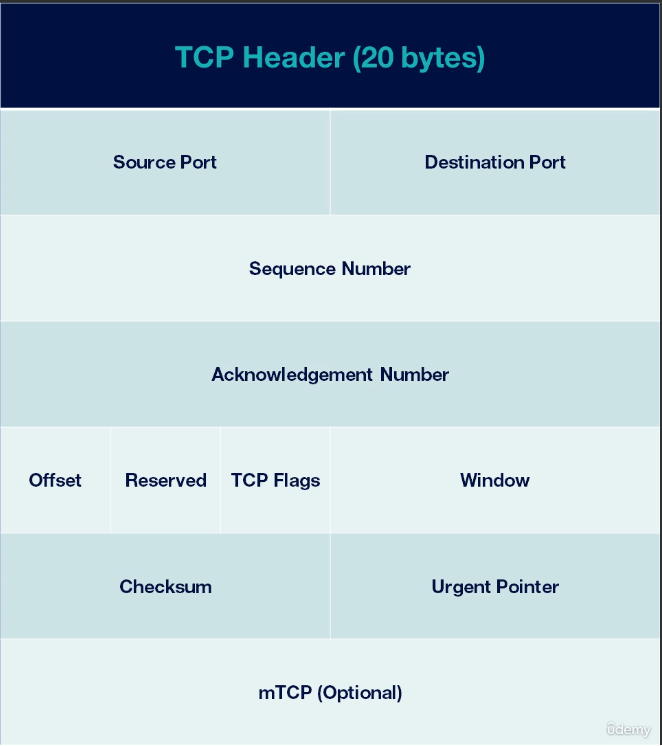 TCP Header (20 bytes)
Source Port Destination Port
Sequence Number
Acknowledgement Number
Offset Reserved TCP Flags Window
Checksum Urgent Pointer
mTCP (Optional)
ûdemy